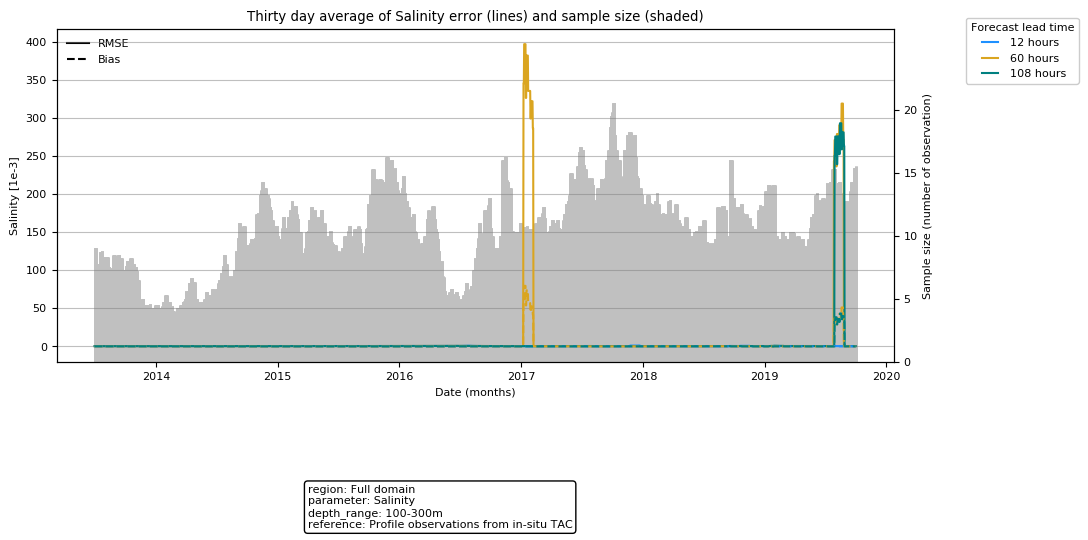 Thirty day average of Salinity error (lines) and sample size (shaded)
Forecast lead time
12 hours
60 hours
108 hours
RMSE
Bias
400
350
300
250
200
150
100
50
0
Salinity [1e-3]
20
15
10
5
0
Sample size (number of observation)
2014
2015
2016
2017
2018
2019
2020
Date (months)
region: Full domain
parameter: Salinity
depth_range: 100-300m
reference: Profile observations from in-situ TAC